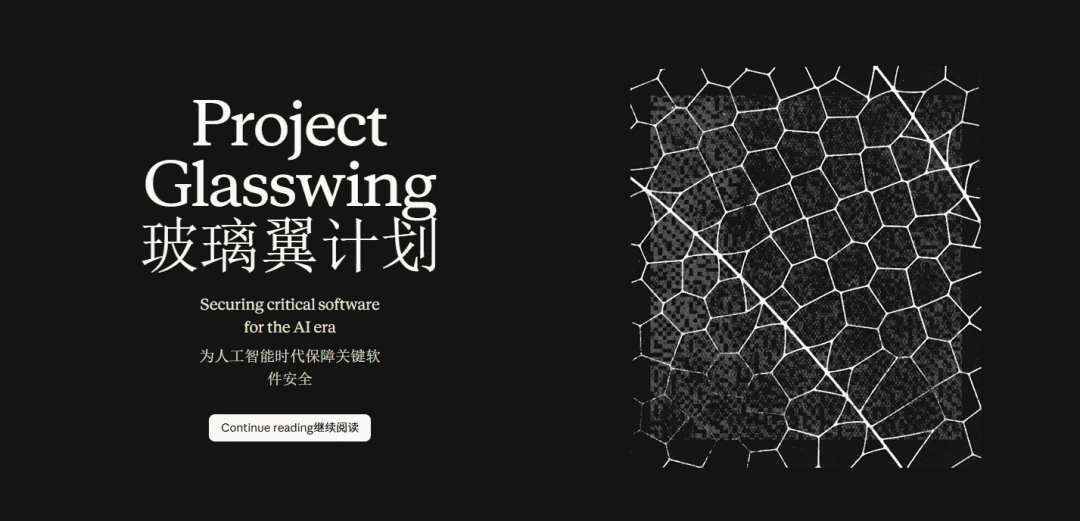 Project
Glasswing
玻璃翼计划
Securing critical software
for the AI era
为人工智能时代保障关键软
件安全
Continue reading继续阅读